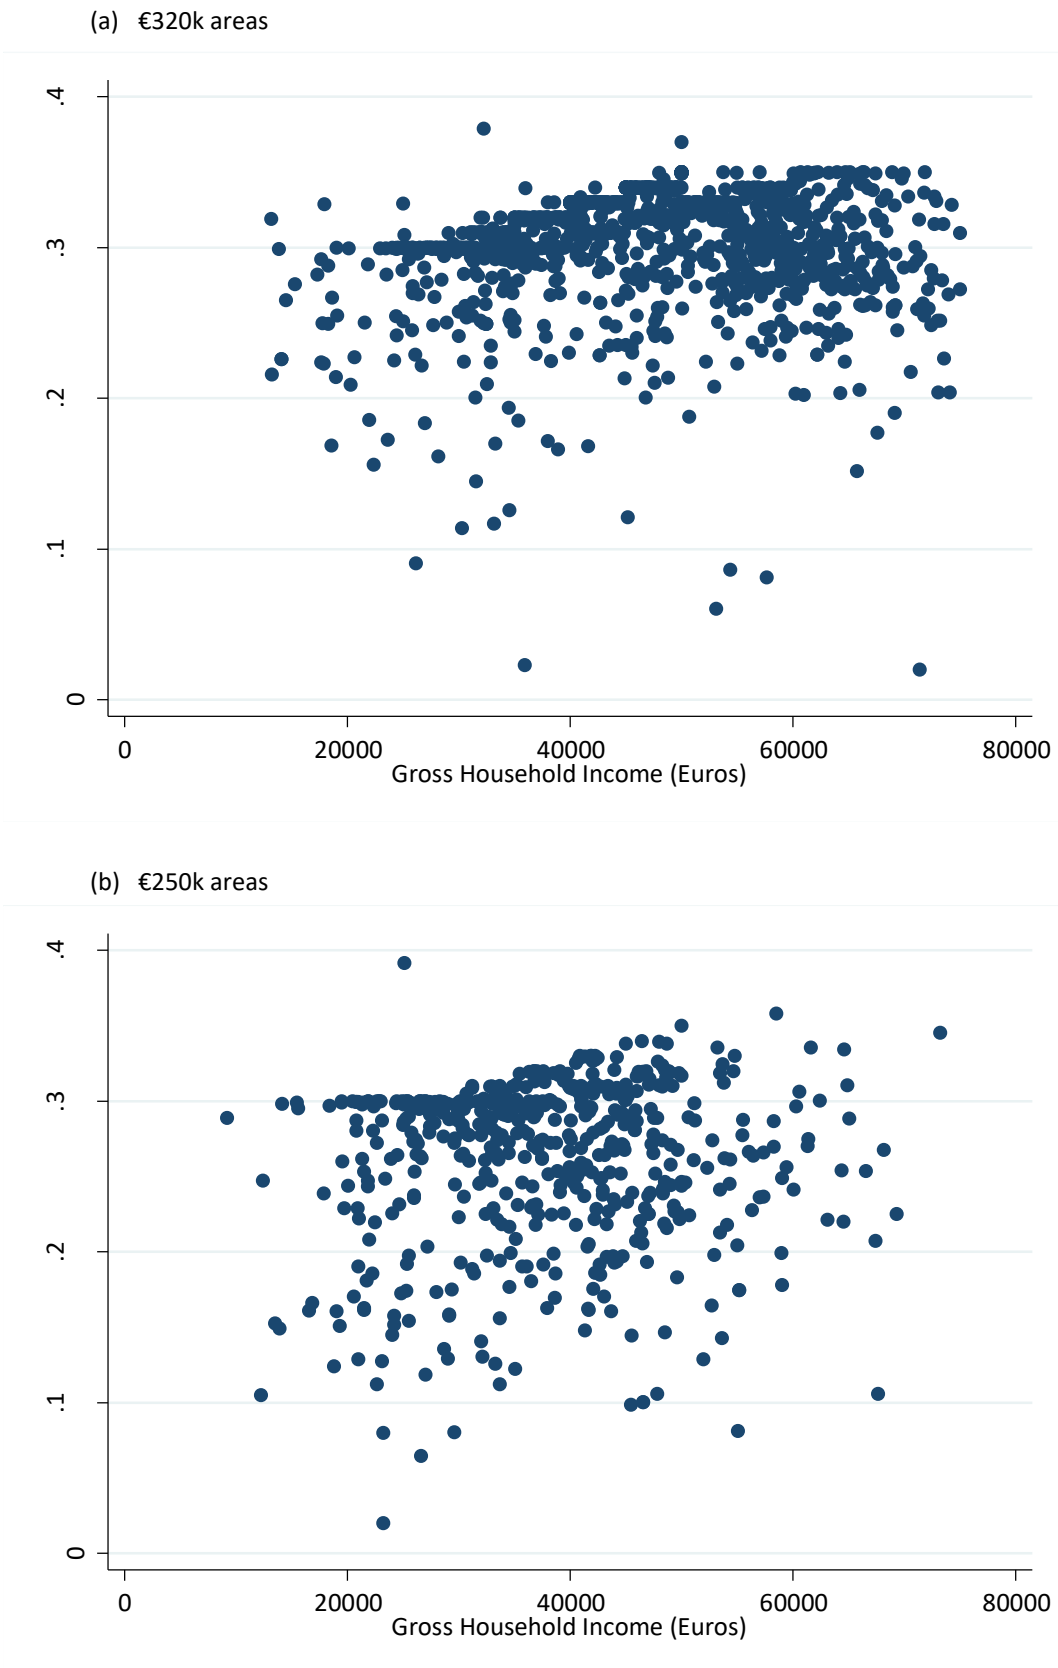 (a) €320k areas
.4
.3
.2
.1
0
0 20000 40000 60000 80000
Gross Household Income (Euros)
(b) €250k areas
.4
.3
.2
.1
0
0 20000 40000 60000 80000
Gross Household Income (Euros)